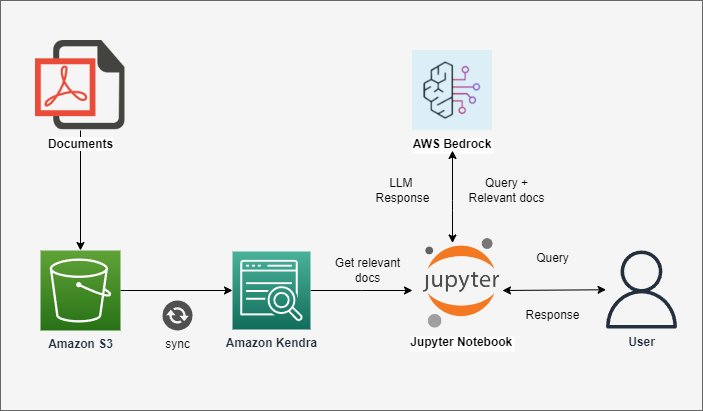 Documents
AWS Bedrock
LLM
Response
Query +
Relevant docs
Get relevant
docs
jupyter
Query
Response
sync
Amazon S3
Amazon Kendra
Jupyter Notebook
User